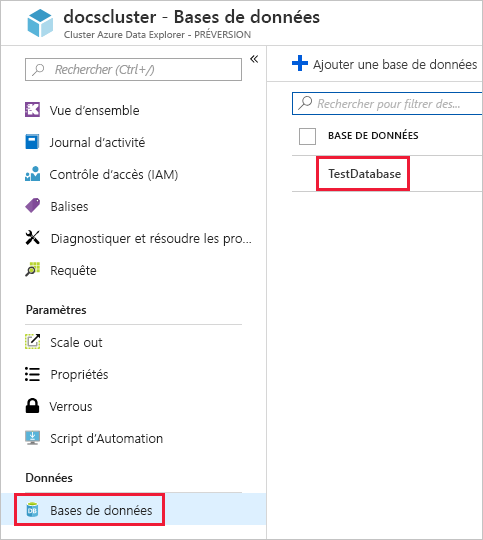 docscluster - Bases de données
Cluster Azure Data Explorer - PRÉVERSION
Rechercher (Ctrl+/)
«
Vue d'ensemble
Journal d'activité
Contrôle d'accès (IAM)
Balises
Diagnostiquer et résoudre les pro...
Requête
Paramètres
Scale out
Propriétés
Verrous
Script d'Automation
Données
DB
Bases de données
Ajouter une base de données
Rechercher pour filtrer des...
BASE DE DONNÉES
TestDatabase